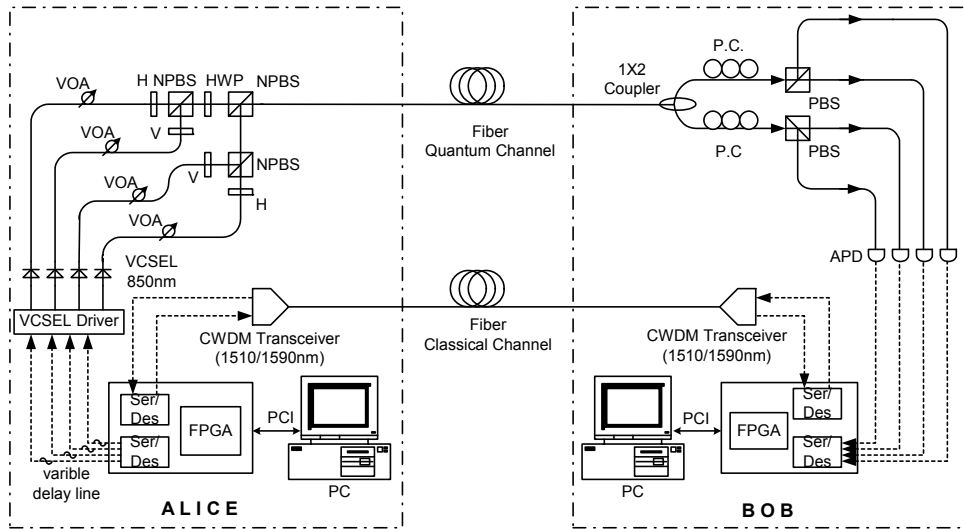 VOA
H NPBS HWP NPBS
V
VOA
NPBS
V
H
VOA
VOA
VCSEL
850nm
VCSEL Driver
CWDM Transceiver
(1510/1590nm)
Ser/
Des
FPGA
Ser/
Des
PCI
PC
varible
delay line
ALICE
Fiber
Quantum Channel
Fiber
Classical Channel
1X2
Coupler
P.C.
PBS
P.C
PBS
APD
CWDM Transceiver
(1510/1590nm)
PC
PCI
FPGA
Ser/
Des
Ser/
Des
BOB